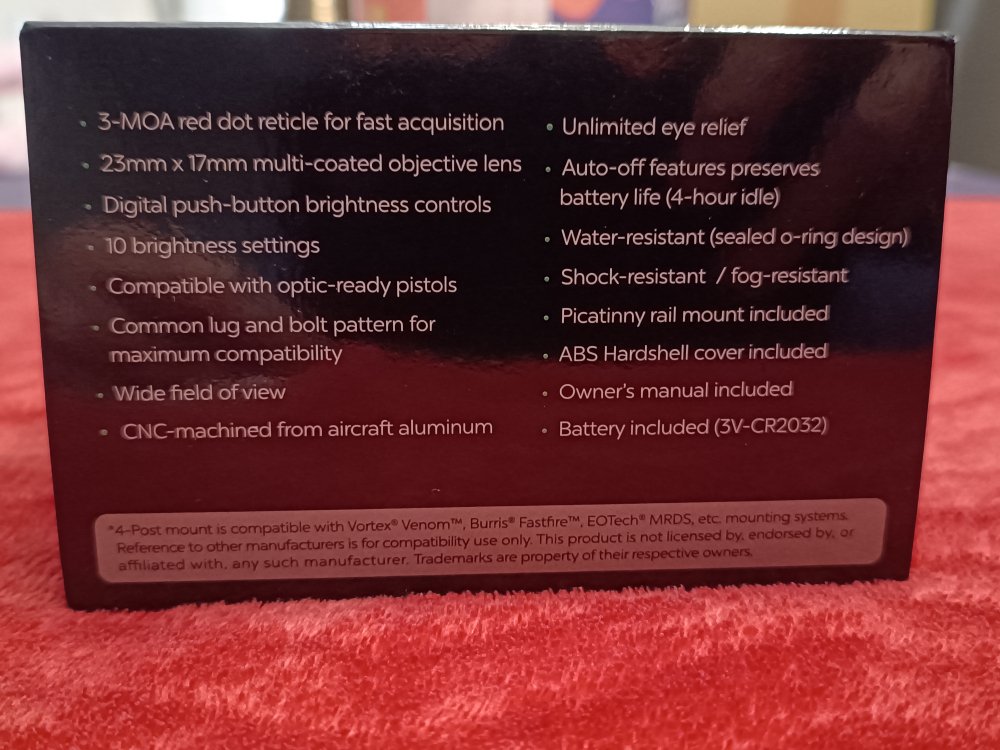 • 3-MOA red dot reticle for fast acquisition
• 23mm x 17mm multi-coated objective lens
• Digital push-button brightness controls
• 10 brightness settings
• Compatible with optic-ready pistols
• Common lug and bolt pattern for
maximum compatibility
• Wide field of view
• CNC-machined from aircraft aluminum
• Unlimited eye relief
• Auto-off features preserves
battery life (4-hour idle)
• Water-resistant (sealed o-ring design)
• Shock-resistant / fog-resistant
• Picatinny rail mount included
• ABS Hardshell cover included
• Owner's manual included
• Battery included (3V-CR2032)
*4-Post mount is compatible with Vortex® Venom™, Burris® Fastfire™, EOTech® MRDS, etc. mounting systems.
Reference to other manufacturers is for compatibility use only. This product is not licensed by, endorsed by, or
affiliated with, any such manufacturer. Trademarks are property of their respective owners.